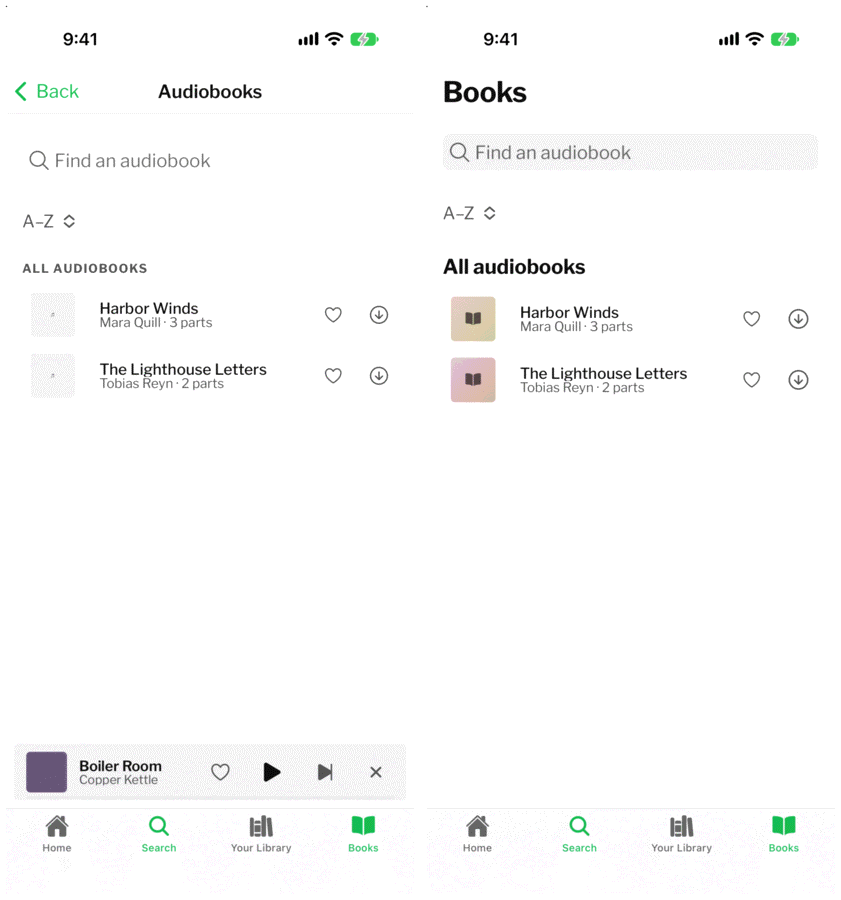 9:41
Back
Audiobooks
Find an audiobook
A–Z
ALL AUDIOBOOKS
Harbor Winds
Mara Quill · 3 parts
The Lighthouse Letters
Tobias Reyn · 2 parts
Boiler Room
Copper Kettle
Home
Search
Your Library
Books
9:41
Books
Find an audiobook
A–Z
All audiobooks
Harbor Winds
Mara Quill · 3 parts
The Lighthouse Letters
Tobias Reyn · 2 parts
Home
Search
Your Library
Books